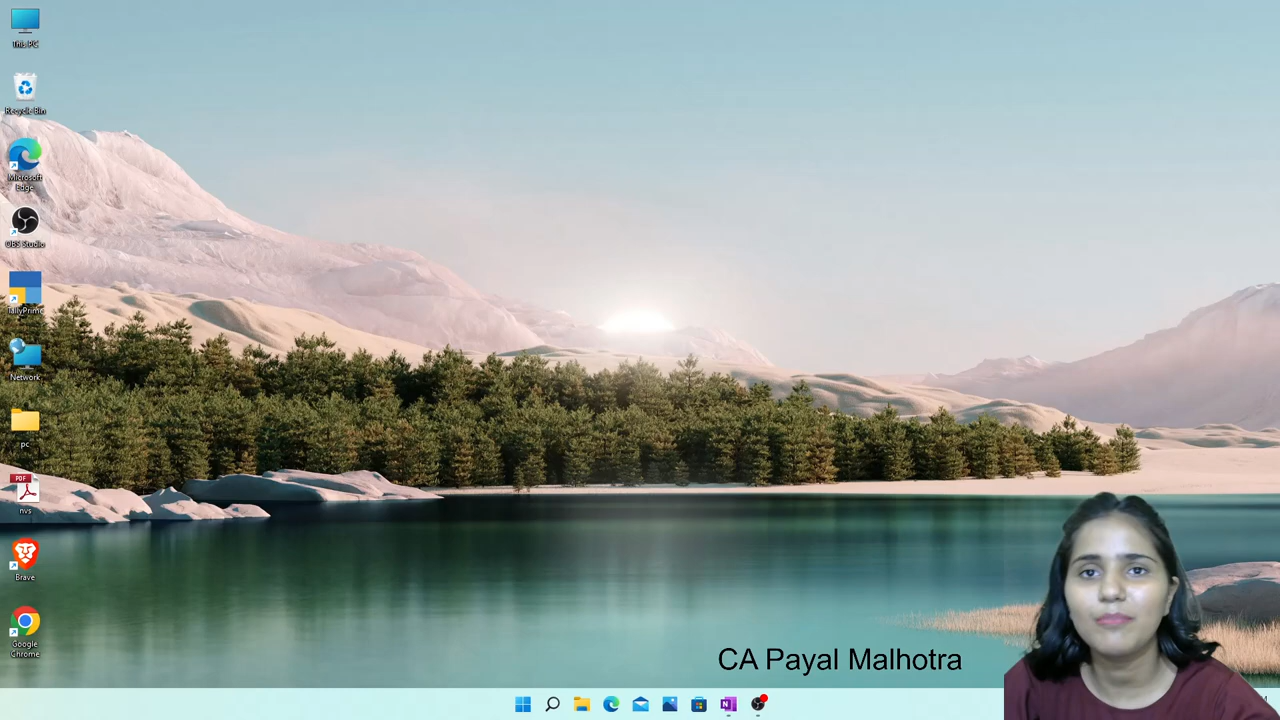 This PC
Recycle Bin
Microsoft
Edge
OBS Studio
TallyPrime
Network
pc
PDF
nvs
Brave
Google
Chrome
CA Payal Malhotra
N